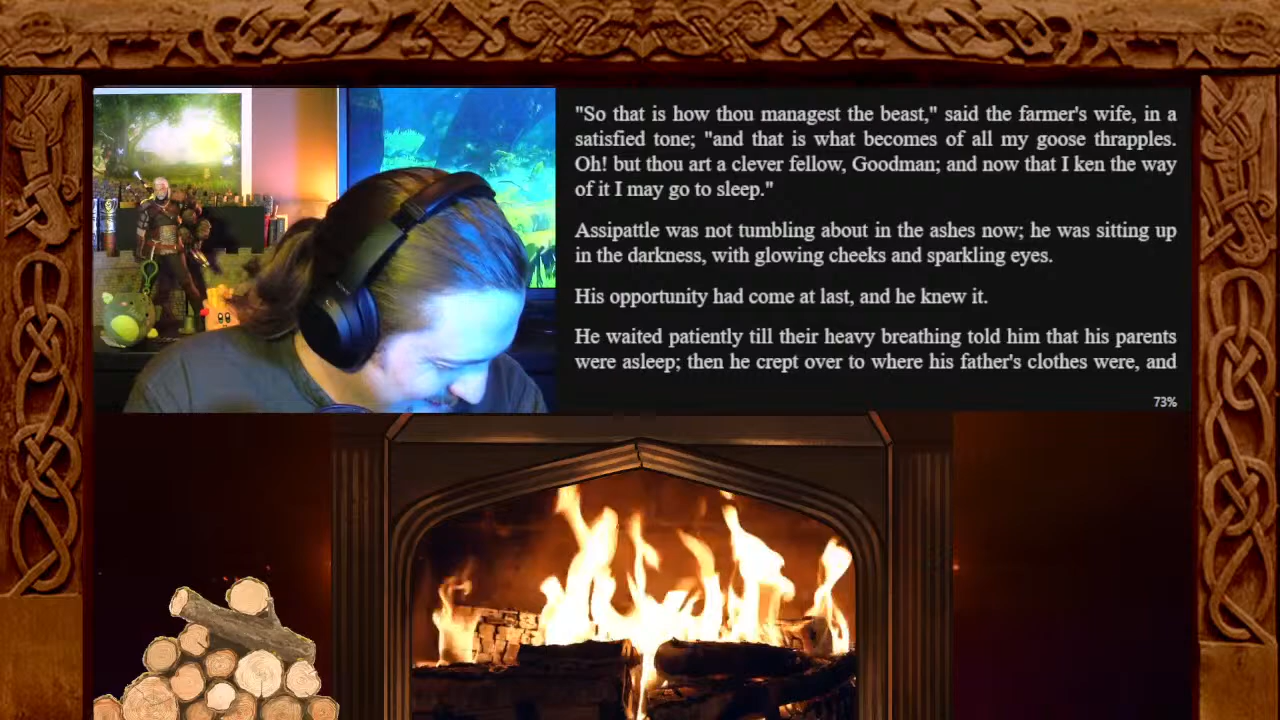 "So that is how thou managest the beast," said the farmer's wife, in a
satisfied tone; "and that is what becomes of all my goose thrapples.
Oh! but thou art a clever fellow, Goodman; and now that I ken the way
of it I may go to sleep."
Assipattle was not tumbling about in the ashes now; he was sitting up
in the darkness, with glowing cheeks and sparkling eyes.
His opportunity had come at last, and he knew it.
He waited patiently till their heavy breathing told him that his parents
were asleep; then he crept over to where his father's clothes were, and
73%